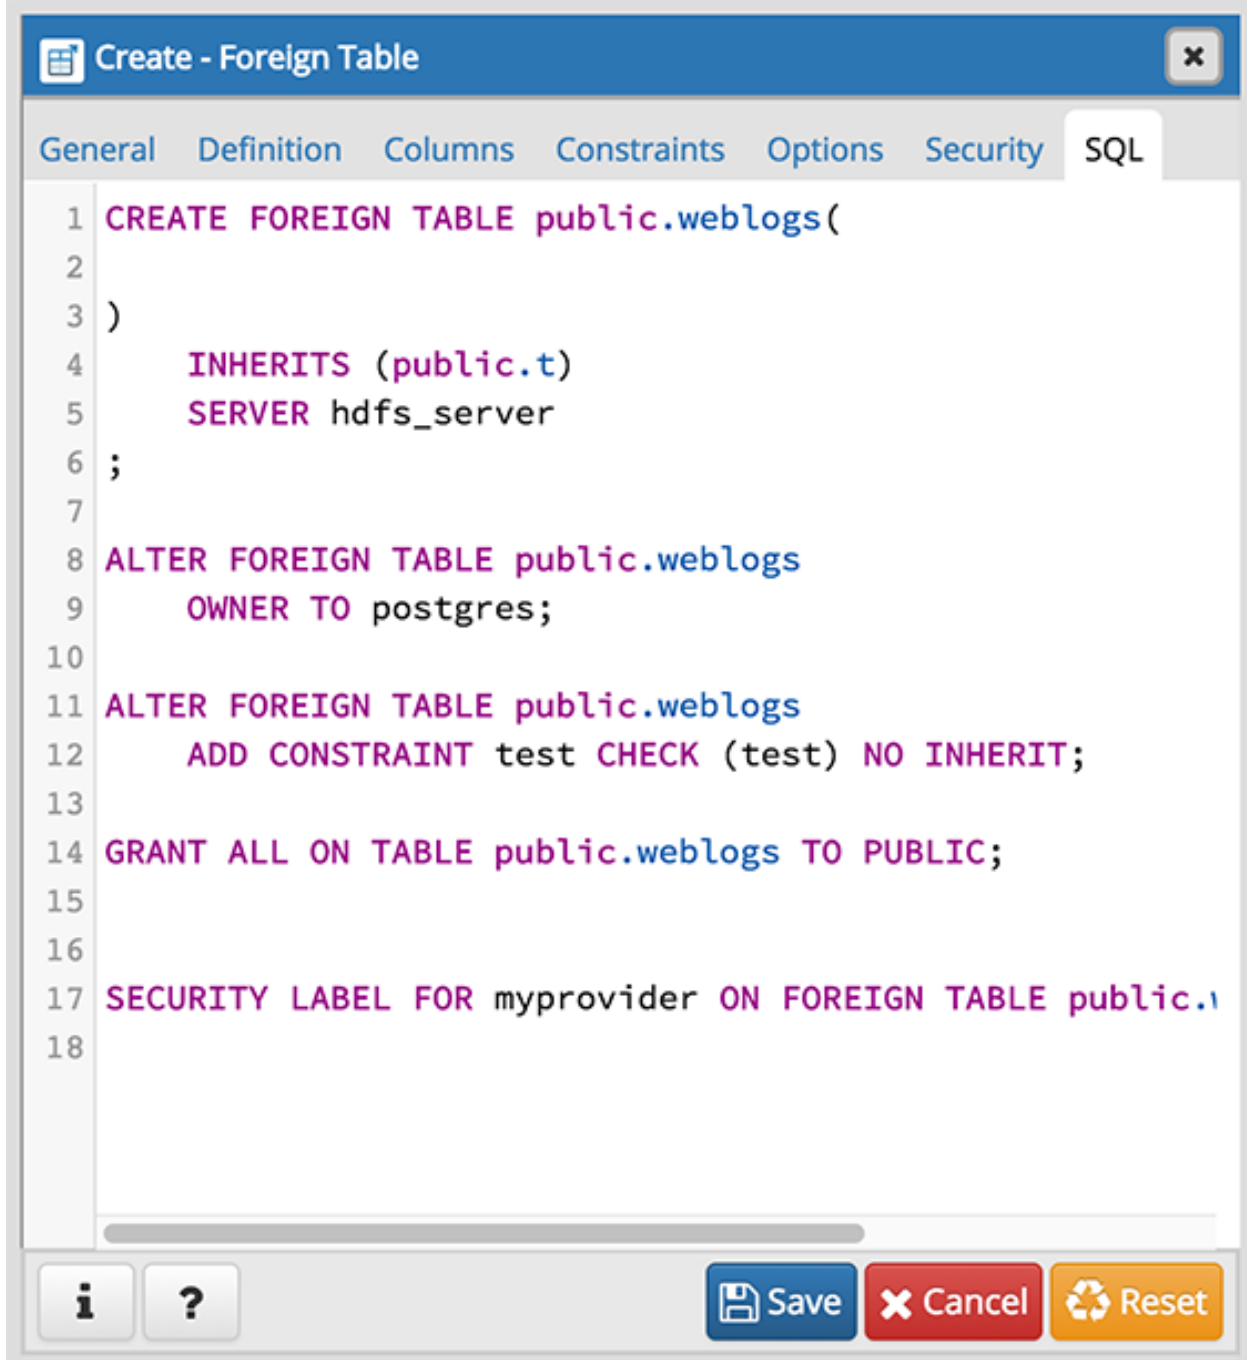 Create - Foreign Table
General Definition Columns Constraints Options Security SQL
1 CREATE FOREIGN TABLE public.weblogs(
2
3 )
4     INHERITS (public.t)
5     SERVER hdfs_server
6 ;
7
8 ALTER FOREIGN TABLE public.weblogs
9     OWNER TO postgres;
10
11 ALTER FOREIGN TABLE public.weblogs
12     ADD CONSTRAINT test CHECK (test) NO INHERIT;
13
14 GRANT ALL ON TABLE public.weblogs TO PUBLIC;
15
16
17 SECURITY LABEL FOR myprovider ON FOREIGN TABLE public.
18
i ? Save Cancel Reset